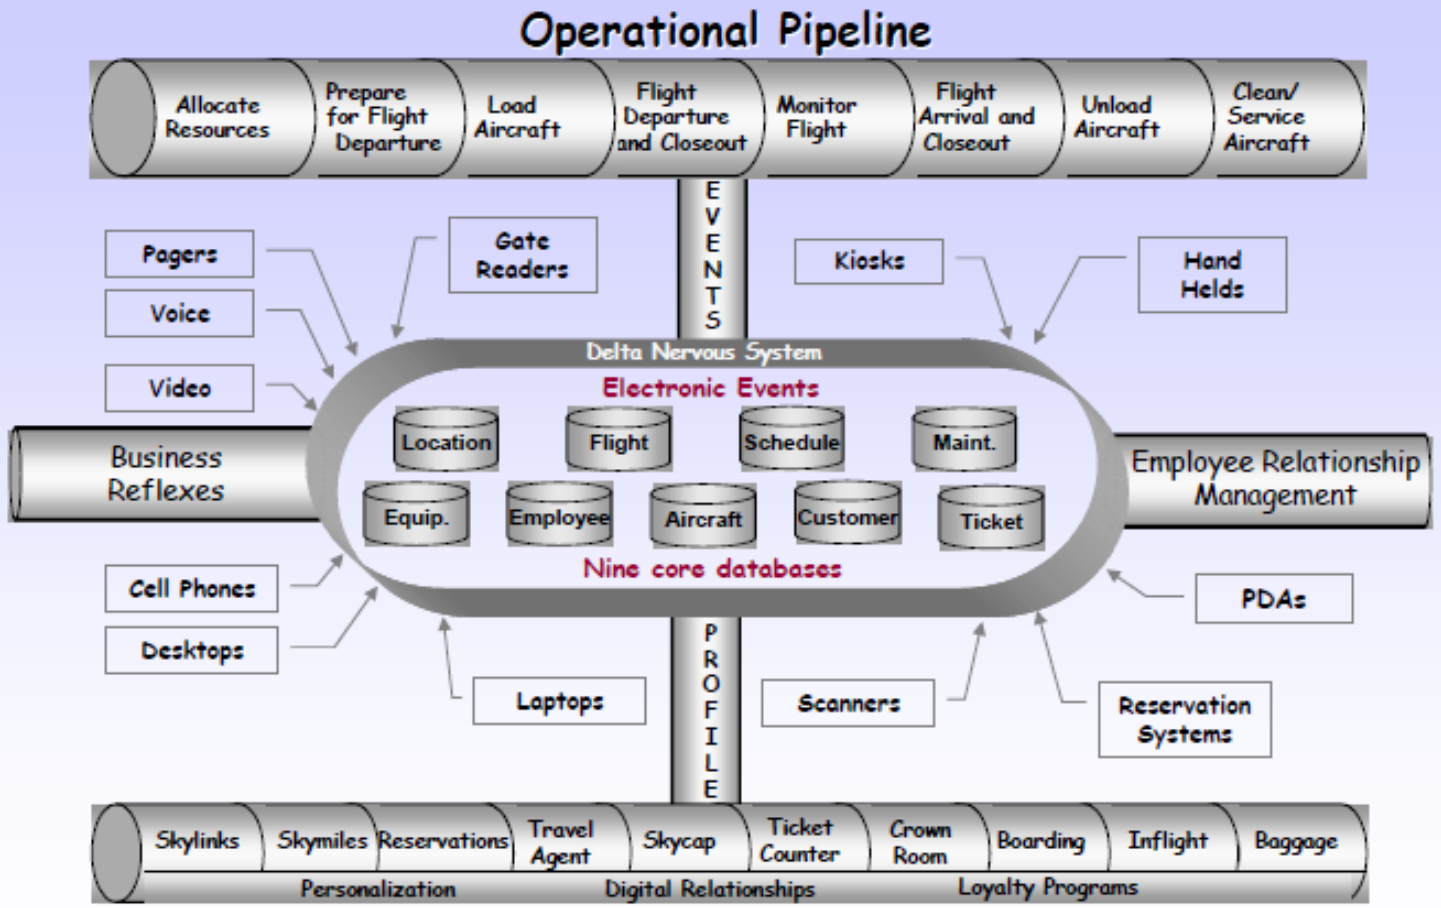 Operational Pipeline
Allocate
Resources
Prepare
for Flight
Departure
Load
Aircraft
Flight
Departure
and Closeout
Monitor
Flight
Flight
Arrival and
Closeout
Unload
Aircraft
Clean/
Service
Aircraft
EVENTS
Pagers
Gate
Readers
Kiosks
Hand
Helds
Voice
Video
Delta Nervous System
Electronic Events
Location
Flight
Schedule
Maint.
Business
Reflexes
Employee Relationship
Management
Equip.
Employee
Aircraft
Customer
Ticket
Nine core databases
Cell Phones
PDAs
Desktops
Laptops
Scanners
Reservation
Systems
PROFILE
Skylinks
Skymiles
Reservations
Travel
Agent
Skycap
Ticket
Counter
Crown
Room
Boarding
Inflight
Baggage
Personalization
Digital Relationships
Loyalty Programs